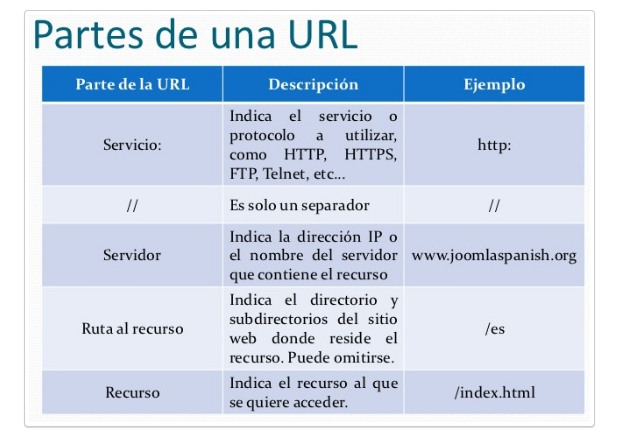 Partes de una URL
Parte de la URL Descripción Ejemplo
Servicio: Indica el servicio o protocolo a utilizar, como HTTP, HTTPS, FTP, Telnet, etc... http:
// Es solo un separador //
Servidor Indica la dirección IP o el nombre del servidor que contiene el recurso www.joomlaspanish.org
Ruta al recurso Indica el directorio y subdirectorios del sitio web donde reside el recurso. Puede omitirse. /es
Recurso Indica el recurso al que se quiere acceder. /index.html